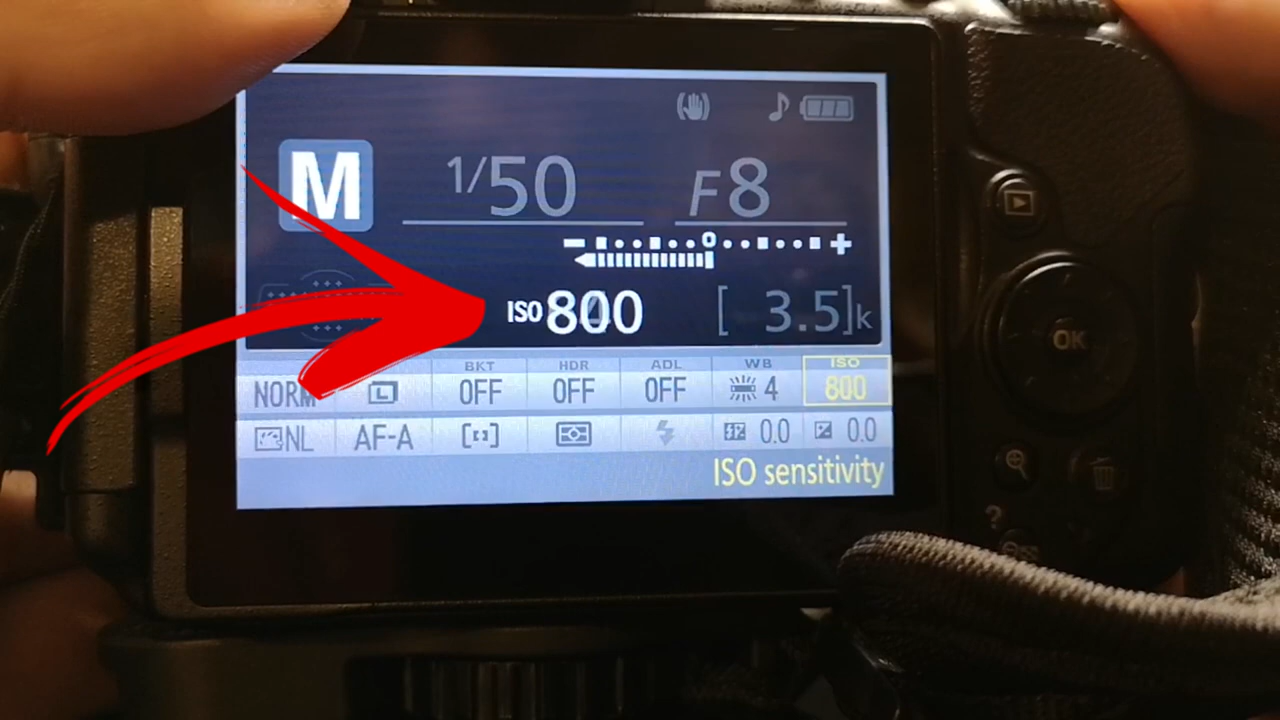 M 1/50 F8
- 0 +
ISO 800 [ 3.5]k
BKT HDR ADL WB ISO
NORM L OFF OFF OFF 4 800
NL AF-A [ ] 0.0 0.0
ISO sensitivity
OK
?